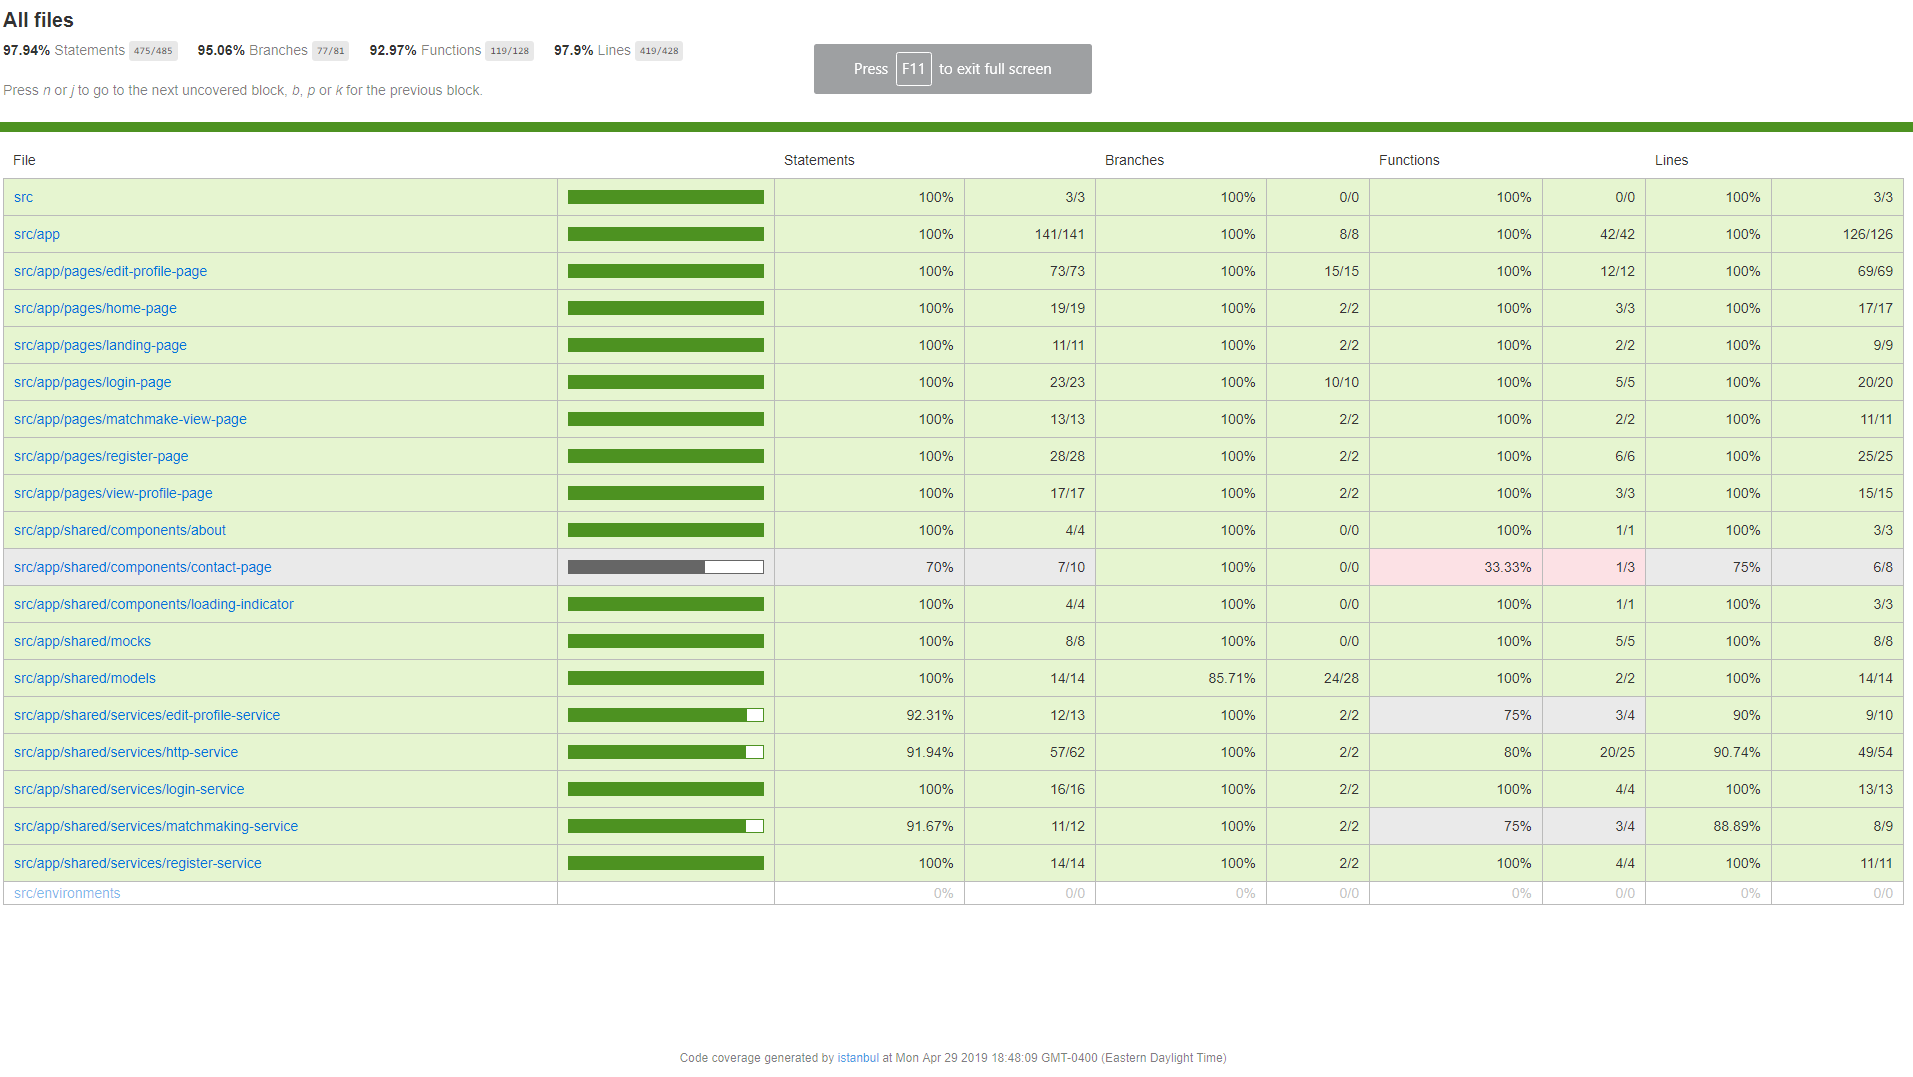 All files
97.94% Statements 475/485 95.06% Branches 77/81 92.97% Functions 119/128 97.9% Lines 419/428
Press F11 to exit full screen
Press n or j to go to the next uncovered block, b, p or k for the previous block.
File Statements Branches Functions Lines
src 100% 3/3 100% 0/0 100% 0/0 100% 3/3
src/app 100% 141/141 100% 8/8 100% 42/42 100% 126/126
src/app/pages/edit-profile-page 100% 73/73 100% 15/15 100% 12/12 100% 69/69
src/app/pages/home-page 100% 19/19 100% 2/2 100% 3/3 100% 17/17
src/app/pages/landing-page 100% 11/11 100% 2/2 100% 2/2 100% 9/9
src/app/pages/login-page 100% 23/23 100% 10/10 100% 5/5 100% 20/20
src/app/pages/matchmake-view-page 100% 13/13 100% 2/2 100% 2/2 100% 11/11
src/app/pages/register-page 100% 28/28 100% 2/2 100% 6/6 100% 25/25
src/app/pages/view-profile-page 100% 17/17 100% 2/2 100% 3/3 100% 15/15
src/app/shared/components/about 100% 4/4 100% 0/0 100% 1/1 100% 3/3
src/app/shared/components/contact-page 70% 7/10 100% 0/0 33.33% 1/3 75% 6/8
src/app/shared/components/loading-indicator 100% 4/4 100% 0/0 100% 1/1 100% 3/3
src/app/shared/mocks 100% 8/8 100% 0/0 100% 5/5 100% 8/8
src/app/shared/models 100% 14/14 85.71% 24/28 100% 2/2 100% 14/14
src/app/shared/services/edit-profile-service 92.31% 12/13 100% 2/2 75% 3/4 90% 9/10
src/app/shared/services/http-service 91.94% 57/62 100% 2/2 80% 20/25 90.74% 49/54
src/app/shared/services/login-service 100% 16/16 100% 2/2 100% 4/4 100% 13/13
src/app/shared/services/matchmaking-service 91.67% 11/12 100% 2/2 75% 3/4 88.89% 8/9
src/app/shared/services/register-service 100% 14/14 100% 2/2 100% 4/4 100% 11/11
src/environments 0% 0/0 0% 0/0 0% 0/0 0% 0/0
Code coverage generated by istanbul at Mon Apr 29 2019 18:48:09 GMT-0400 (Eastern Daylight Time)